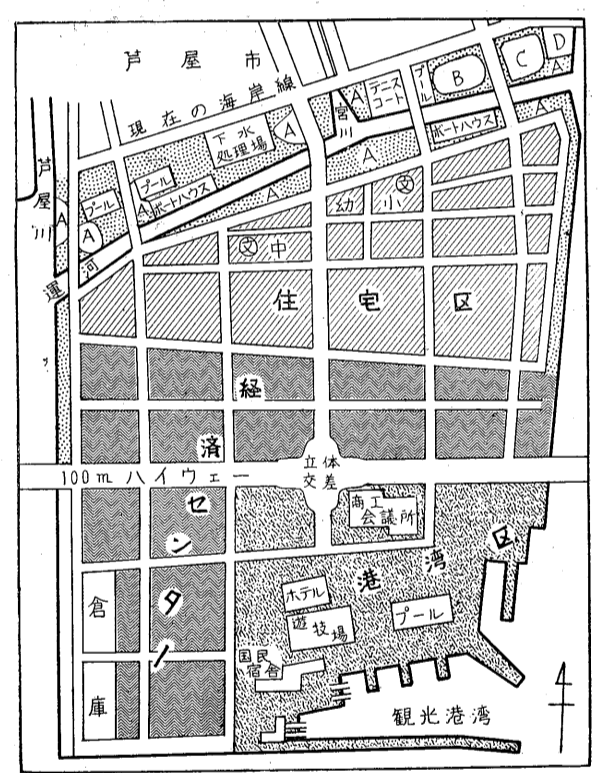 芦屋市
現在の海岸線
D
C
B
A
プール
テニス
コート
A
A
宮川
A
下水
処理場
ボートハウス
A
芦屋川
プール
ボートハウス
A
プール
A
A
A
A
文 小
幼
文 中
運河
住宅区
経済センター
100m ハイウェー
立体
交差
商工
会議所
港湾区
ホテル
遊技場
プール
国民
宿舎
倉庫
観光港湾